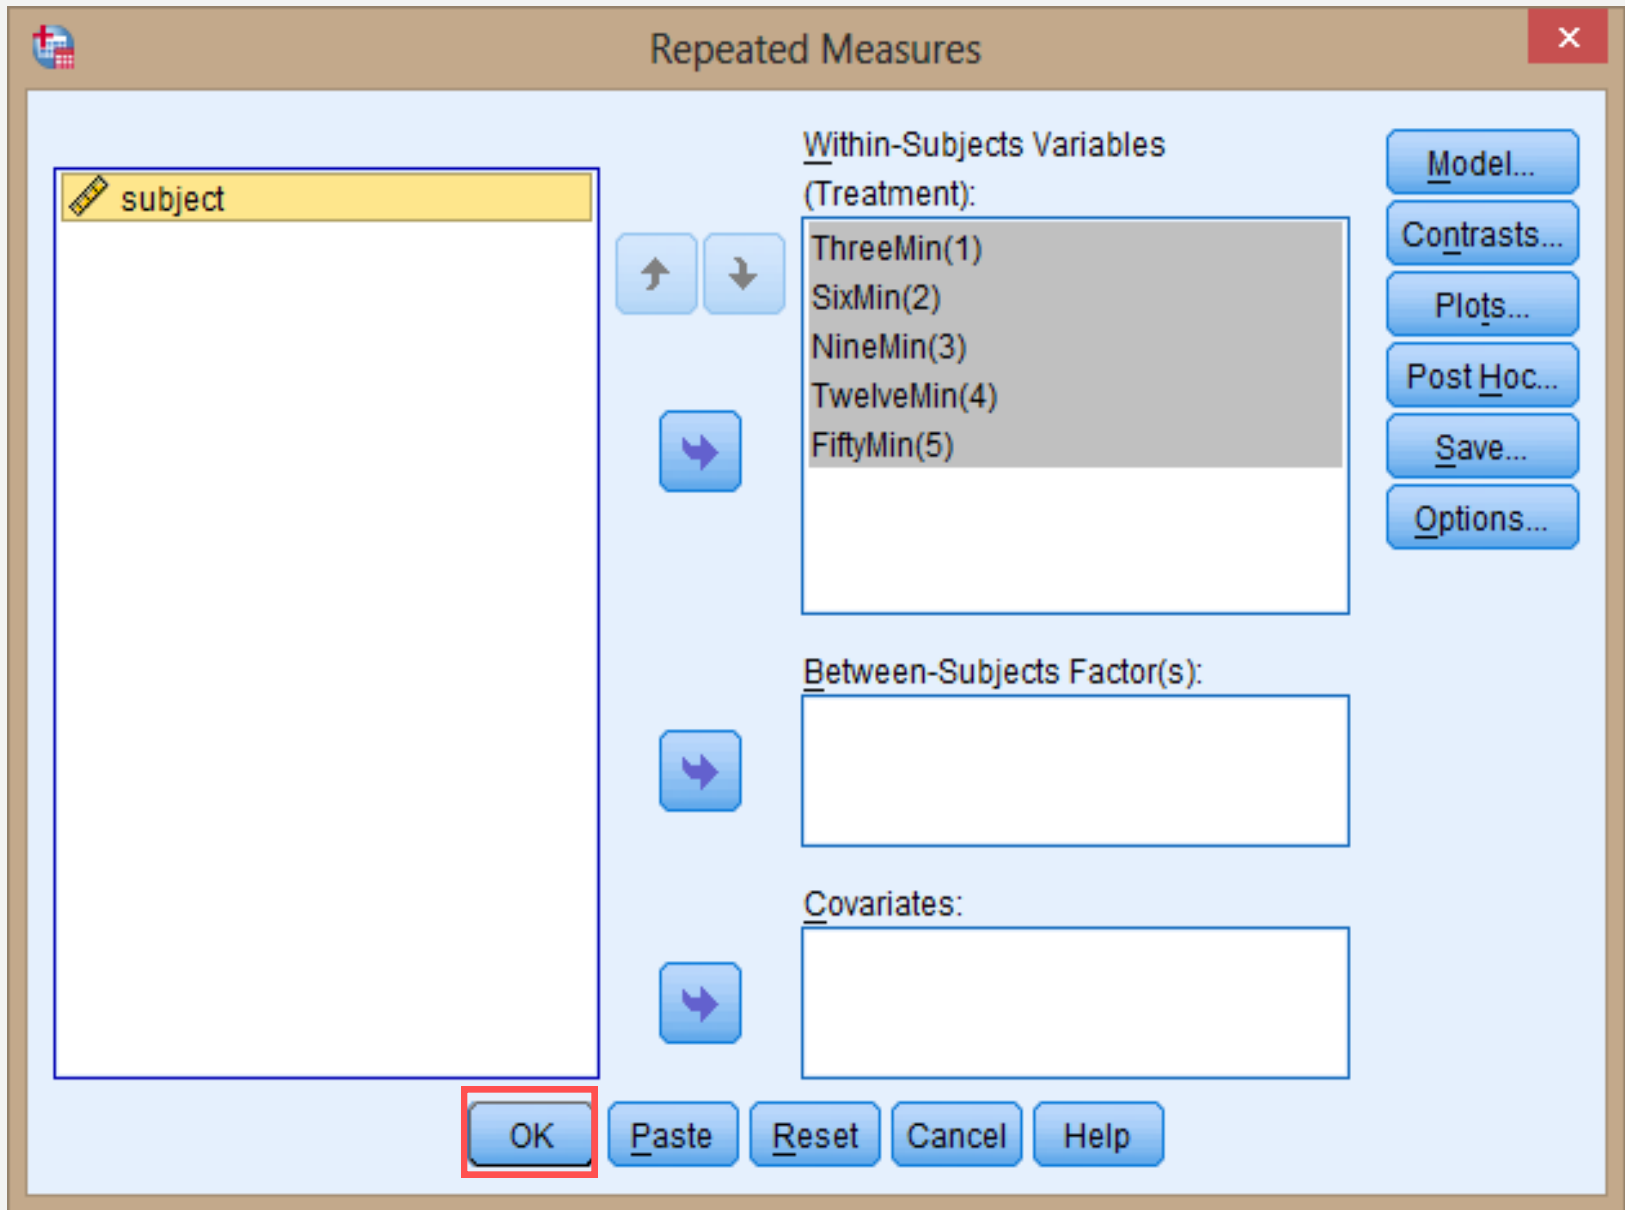 Repeated Measures
subject
Within-Subjects Variables
(Treatment):
ThreeMin(1)
SixMin(2)
NineMin(3)
TwelveMin(4)
FiftyMin(5)
Between-Subjects Factor(s):
Covariates:
Model...
Contrasts...
Plots...
Post Hoc...
Save...
Options...
OK
Paste
Reset
Cancel
Help